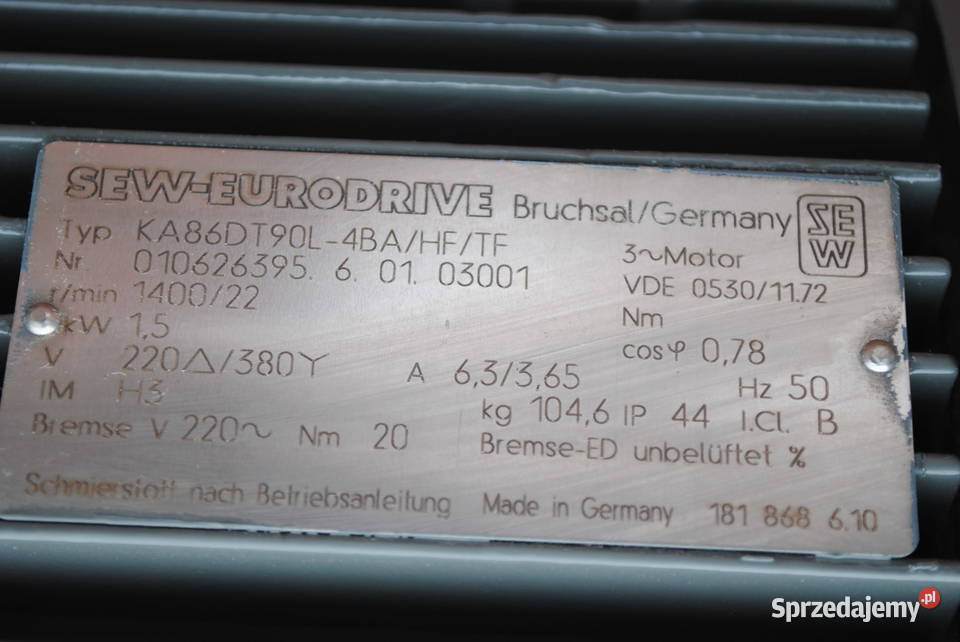 SEW-EURODRIVE Bruchsal/Germany SEW
Typ KA86DT90L-4BA/HF/TF 3~Motor
Nr. 010626395. 6. 01. 03001 VDE 0530/11.72
r/min 1400/22 Nm
kW 1,5 cosφ 0,78
V 220△/380Y A 6,3/3,65 Hz 50
IM H3 kg 104,6 IP 44 I.Cl. B
Bremse V 220~ Nm 20 Bremse-ED unbelüftet %
Schmierstoff nach Betriebsanleitung Made in Germany 181 868 6.10
Sprzedajemy.pl